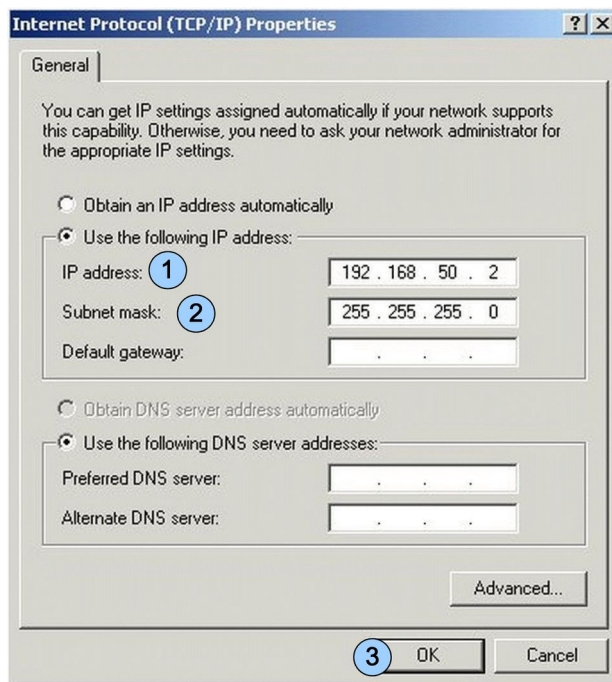 Internet Protocol (TCP/IP) Properties
General
You can get IP settings assigned automatically if your network supports
this capability. Otherwise, you need to ask your network administrator for
the appropriate IP settings.
Obtain an IP address automatically
Use the following IP address:
IP address: 1 192 . 168 . 50 . 2
Subnet mask: 2 255 . 255 . 255 . 0
Default gateway: . . .
Obtain DNS server address automatically
Use the following DNS server addresses:
Preferred DNS server: . . .
Alternate DNS server: . . .
Advanced...
3 OK Cancel